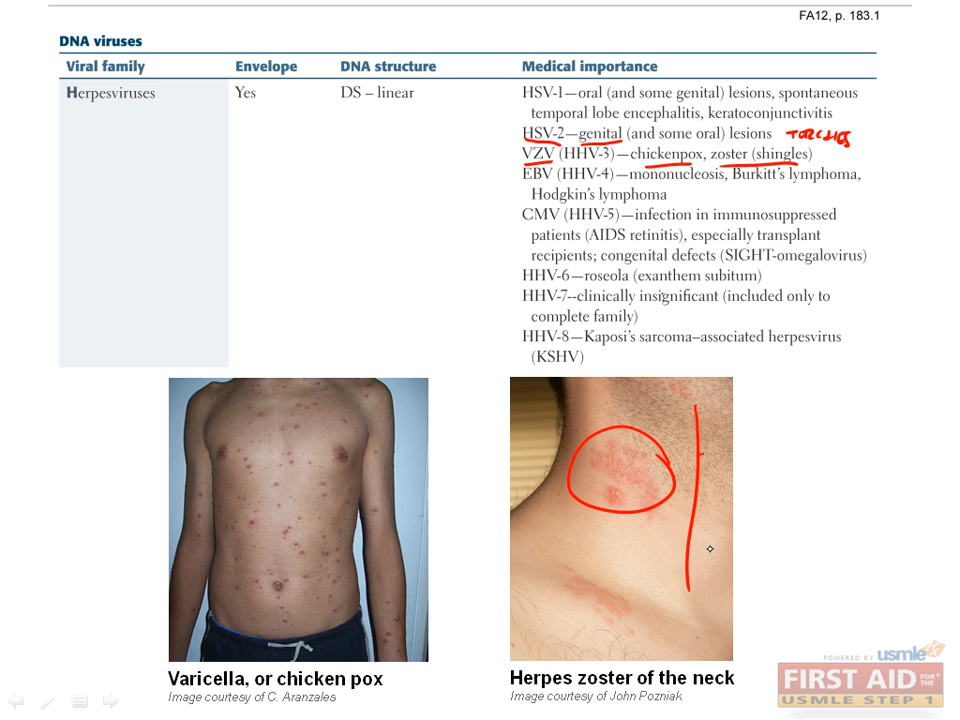 FA12, p. 183.1
DNA viruses
Viral family Envelope DNA structure Medical importance
Herpesviruses Yes DS – linear HSV-1—oral (and some genital) lesions, spontaneous
temporal lobe encephalitis, keratoconjunctivitis
HSV-2—genital (and some oral) lesions TORCHES
VZV (HHV-3)—chickenpox, zoster (shingles)
EBV (HHV-4)—mononucleosis, Burkitt's lymphoma,
Hodgkin's lymphoma
CMV (HHV-5)—infection in immunosuppressed
patients (AIDS retinitis), especially transplant
recipients; congenital defects (SIGHT-omegalovirus)
HHV-6—roseola (exanthem subitum)
HHV-7--clinically insignificant (included only to
complete family)
HHV-8—Kaposi's sarcoma–associated herpesvirus
(KSHV)
Varicella, or chicken pox
Image courtesy of C. Aranzales
Herpes zoster of the neck
Image courtesy of John Pozniak
POWERED BY usmle
FIRST AID FOR THE
USMLE STEP 1